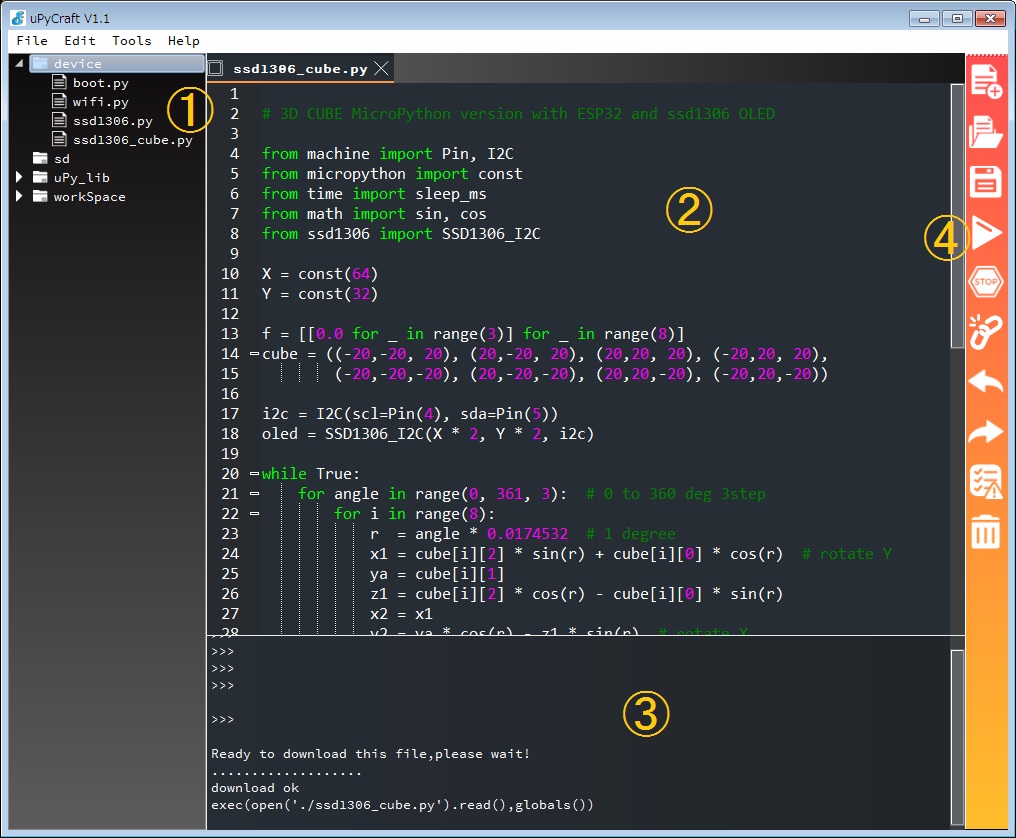 uPyCraft V1.1
File Edit Tools Help
device
boot.py
wifi.py
ssd1306.py
ssd1306_cube.py
sd
uPy_lib
workSpace
①
ssd1306_cube.py
1
2 # 3D CUBE MicroPython version with ESP32 and ssd1306 OLED
3
4 from machine import Pin, I2C
5 from micropython import const
6 from time import sleep_ms
7 from math import sin, cos
8 from ssd1306 import SSD1306_I2C
9
10 X = const(64)
11 Y = const(32)
12
13 f = [[0.0 for _ in range(3)] for _ in range(8)]
14 cube = ((-20,-20, 20), (20,-20, 20), (20,20, 20), (-20,20, 20),
15 (-20,-20,-20), (20,-20,-20), (20,20,-20), (-20,20,-20))
16
17 i2c = I2C(scl=Pin(4), sda=Pin(5))
18 oled = SSD1306_I2C(X * 2, Y * 2, i2c)
19
20 while True:
21 for angle in range(0, 361, 3): # 0 to 360 deg 3step
22 for i in range(8):
23 r = angle * 0.0174532 # 1 degree
24 x1 = cube[i][2] * sin(r) + cube[i][0] * cos(r) # rotate Y
25 ya = cube[i][1]
26 z1 = cube[i][2] * cos(r) - cube[i][0] * sin(r)
27 x2 = x1
28 y2 = ya * cos(r) - z1 * sin(r) # rotate X
②
>>>
>>>
>>>
>>>
Ready to download this file,please wait!
...................
download ok
exec(open('./ssd1306_cube.py').read(),globals())
③
④
STOP